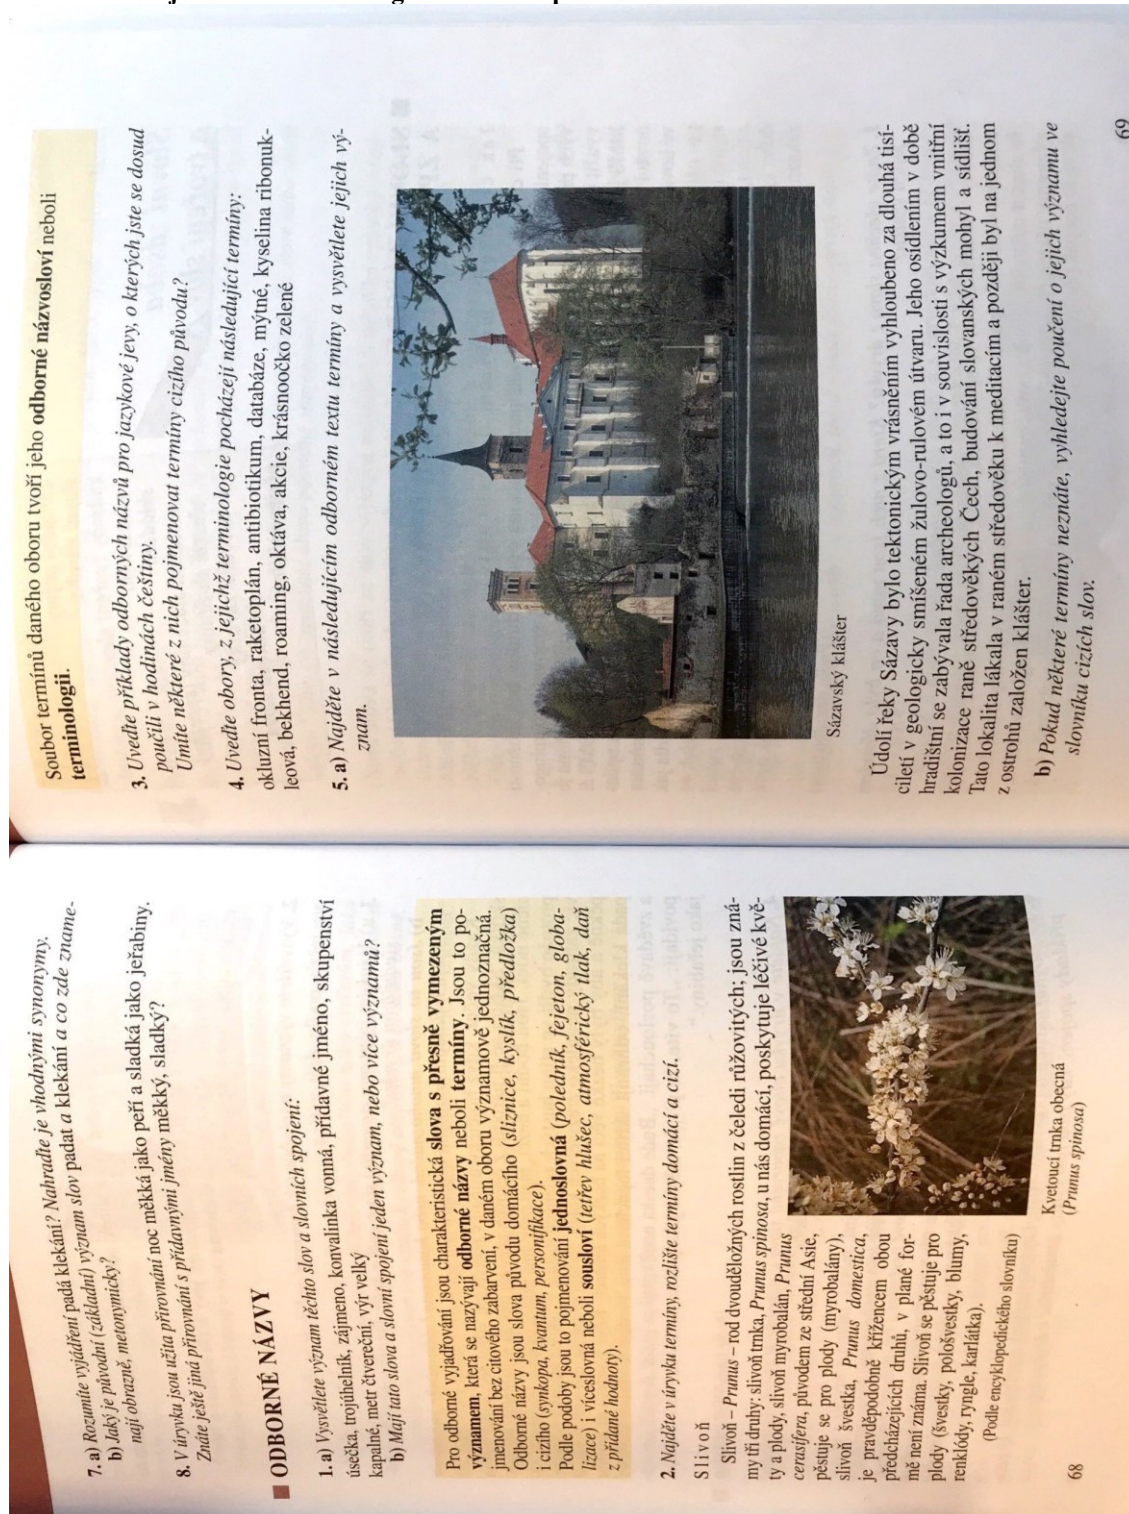 7. a) Rozumíte vyjádření padá klekání? Nahraďte je vhodnými synonymy.
b) Jaký je původní (základní) význam slov padat a klekání a co zde zname-
nají obrazně, metonymicky?
8. V úryvku jsou užita přirovnání noc měkká jako peří a sladká jako jeřabiny.
Znáte ještě jiná přirovnání s přídavnými jmény měkký, sladký?
ODBORNÉ NÁZVY
1. a) Vysvětlete význam těchto slov a slovních spojení:
úsečka, trojúhelník, zájmeno, konvalinka vonná, přídavné jméno, skupenství
kapalné, metr čtvereční, výr velký
b) Mají tato slova a slovní spojení jeden význam, nebo více významů?
Pro odborné vyjadřování jsou charakteristická slova s přesně vymezeným
významem, která se nazývají odborné názvy neboli termíny. Jsou to po-
jmenování bez citového zabarvení, v daném oboru významově jednoznačná.
Odborné názvy jsou slova původu domácího (sliznice, kyslík, předložka)
i cizího (synkopa, kvantum, personifikace).
Podle podoby jsou to pojmenování jednoslovná (poledník, fejeton, globa-
lizace) i víceslovná neboli sousloví (tetřev hlušec, atmosférický tlak, daň
z přidané hodnoty).
2. Najděte v úryvku termíny, rozlište termíny domácí a cizí.
Slivoň
Slivoň – Prunus – rod dvouděložných rostlin z čeledi růžovitých; jsou zná-
my tři druhy: slivoň trnka, Prunus spinosa, u nás domácí, poskytuje léčivé kvě-
ty a plody, slivoň myrobalán, Prunus
cerasifera, původem ze střední Asie,
pěstuje se pro plody (myrobalány),
slivoň švestka, Prunus domestica,
je pravděpodobně křížencem obou
předcházejících druhů, v plané for-
mě není známa. Slivoň se pěstuje pro
plody (švestky, pološvestky, blumy,
renklódy, ryngle, karlátka).
(Podle encyklopedického slovníku)
Kvetoucí trnka obecná
(Prunus spinosa)
68
Soubor termínů daného oboru tvoří jeho odborné názvosloví neboli
terminologii.
3. Uveďte příklady odborných názvů pro jazykové jevy, o kterých jste se dosud
poučili v hodinách češtiny.
Umíte některé z nich pojmenovat termíny cizího původu?
4. Uveďte obory, z jejichž terminologie pocházejí následující termíny:
okluzní fronta, raketoplán, antibiotikum, databáze, mýtné, kyselina ribonuk-
leová, bekhend, roaming, oktáva, akcie, krásnoočko zelené
5. a) Najděte v následujícím odborném textu termíny a vysvětlete jejich vý-
znam.
Sázavský klášter
Údolí řeky Sázavy bylo tektonickým vrásněním vyhloubeno za dlouhá tisí-
ciletí v geologicky smíšeném žulovo-rulovém útvaru. Jeho osídlením v době
hradištní se zabývala řada archeologů, a to i v souvislosti s výzkumem vnitřní
kolonizace raně středověkých Čech, budování slovanských mohyl a sídlišť.
Tato lokalita lákala v raném středověku k meditacím a později byl na jednom
z ostrohů založen klášter.
b) Pokud některé termíny neznáte, vyhledejte poučení o jejich významu ve
slovníku cizích slov.
69